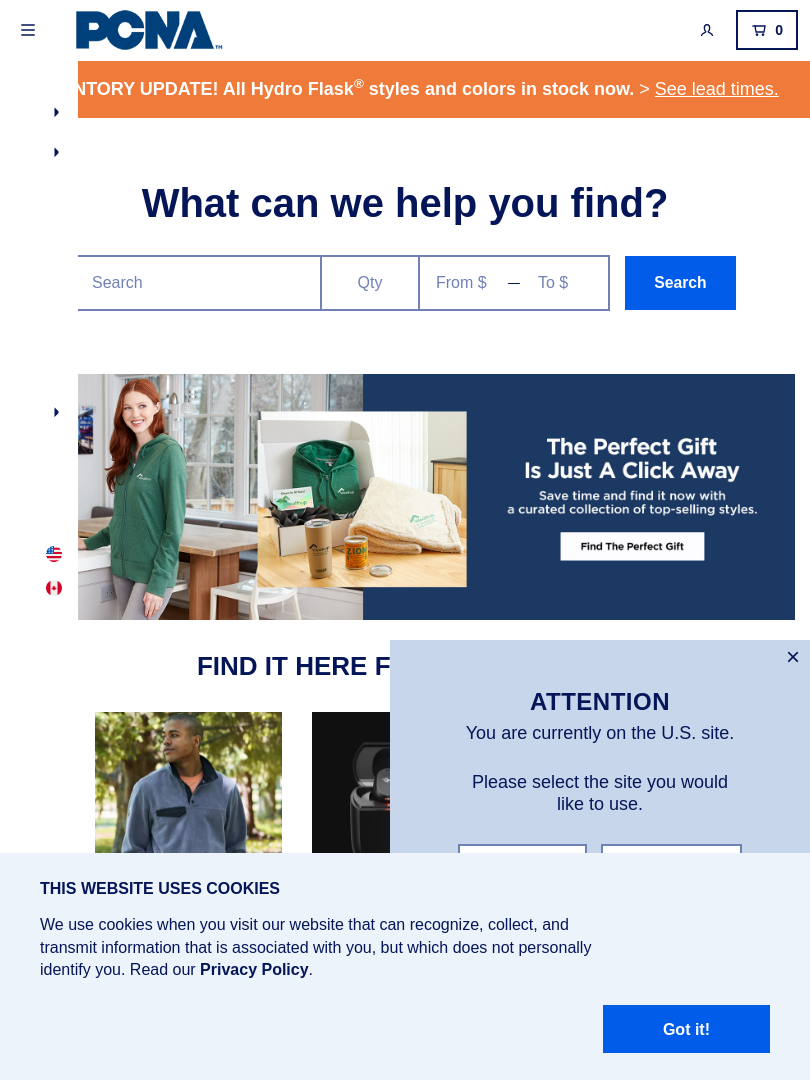 PCNA
0
NTORY UPDATE! All Hydro Flask® styles and colors in stock now. > See lead times.
What can we help you find?
Search
Qty
From $ — To $
Search
The Perfect Gift
Is Just A Click Away
Save time and find it now with
a curated collection of top-selling styles.
Find The Perfect Gift
FIND IT HERE F
ATTENTION
You are currently on the U.S. site.
Please select the site you would
like to use.
THIS WEBSITE USES COOKIES
We use cookies when you visit our website that can recognize, collect, and
transmit information that is associated with you, but which does not personally
identify you. Read our Privacy Policy.
Got it!